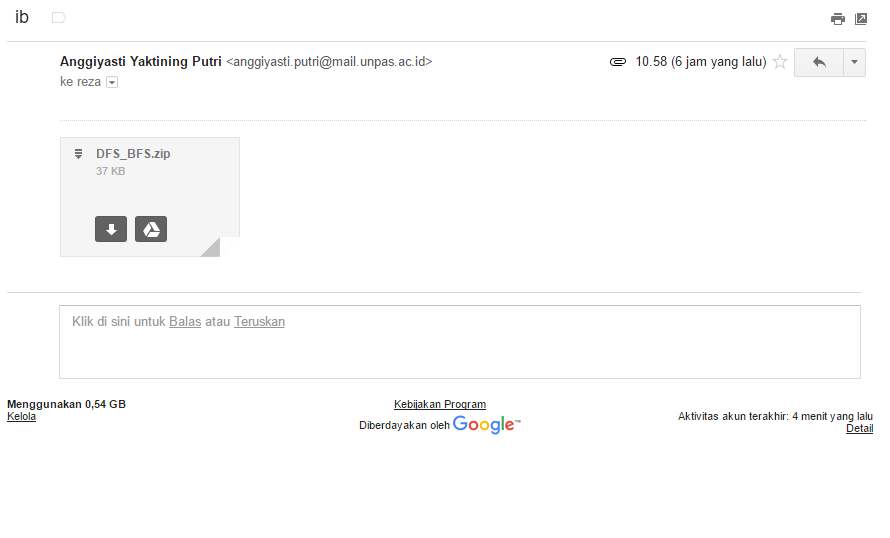 ib
Anggiyasti Yaktining Putri <anggiyasti.putri@mail.unpas.ac.id>
10.58 (6 jam yang lalu)
ke reza
DFS_BFS.zip
37 KB
Klik di sini untuk Balas atau Teruskan
Menggunakan 0,54 GB
Kelola
Kebijakan Program
Diberdayakan oleh Google™
Aktivitas akun terakhir: 4 menit yang lalu
Detail